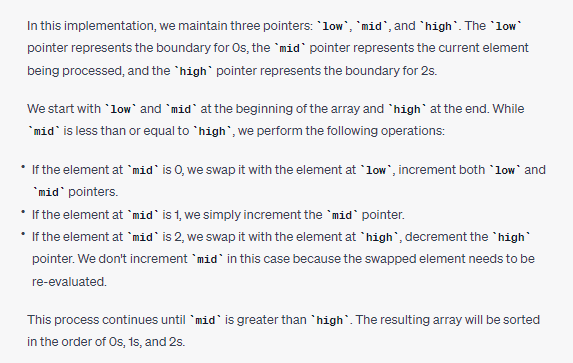 In this implementation, we maintain three pointers: `low`, `mid`, and `high`. The `low`
pointer represents the boundary for 0s, the `mid` pointer represents the current element
being processed, and the `high` pointer represents the boundary for 2s.
We start with `low` and `mid` at the beginning of the array and `high` at the end. While
`mid` is less than or equal to `high`, we perform the following operations:
• If the element at `mid` is 0, we swap it with the element at `low`, increment both `low` and
`mid` pointers.
• If the element at `mid` is 1, we simply increment the `mid` pointer.
• If the element at `mid` is 2, we swap it with the element at `high`, decrement the `high`
pointer. We don't increment `mid` in this case because the swapped element needs to be
re-evaluated.
This process continues until `mid` is greater than `high`. The resulting array will be sorted
in the order of 0s, 1s, and 2s.